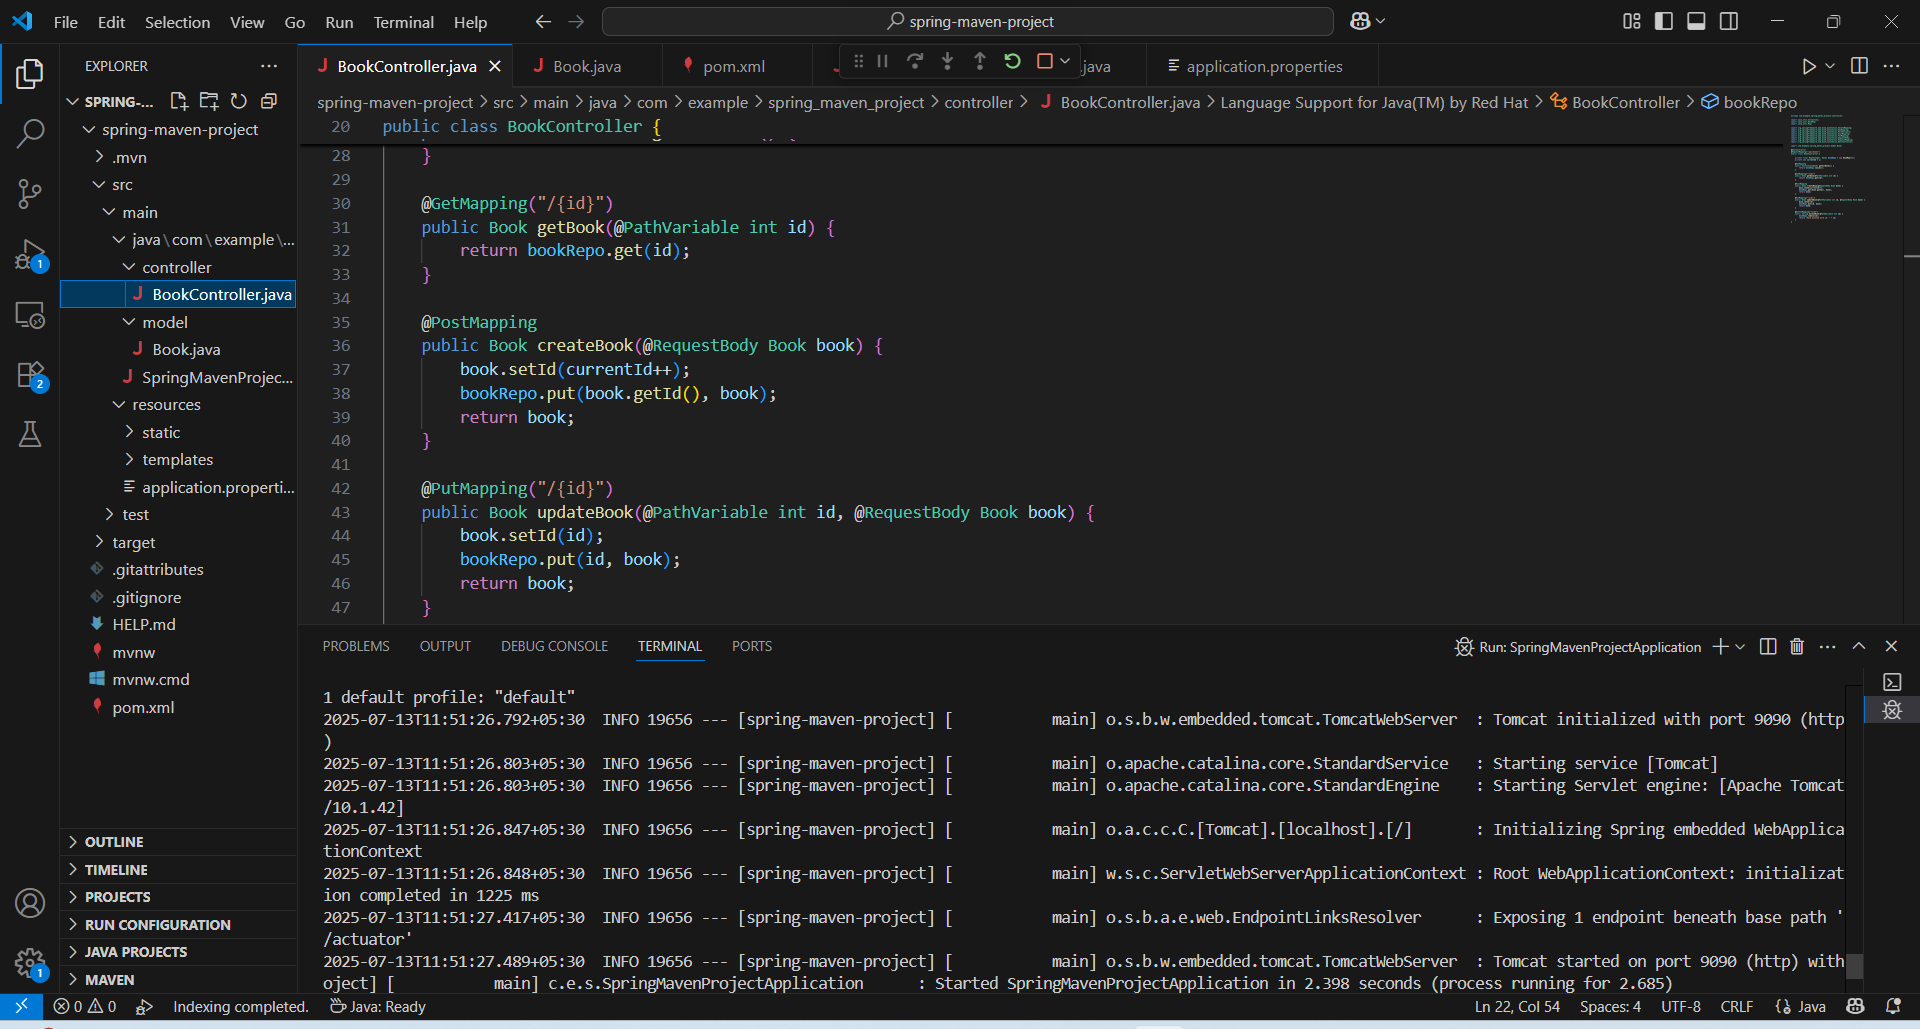 File Edit Selection View Go Run Terminal Help
spring-maven-project
EXPLORER
SPRING-...
spring-maven-project
.mvn
src
main
java\com\example\...
controller
BookController.java
model
Book.java
SpringMavenProjec...
resources
static
templates
application.properti...
test
target
.gitattributes
.gitignore
HELP.md
mvnw
mvnw.cmd
pom.xml
OUTLINE
TIMELINE
PROJECTS
RUN CONFIGURATION
JAVA PROJECTS
MAVEN
1
2
1
BookController.java Book.java pom.xml .java application.properties
spring-maven-project > src > main > java > com > example > spring_maven_project > controller > BookController.java > Language Support for Java(TM) by Red Hat > BookController > bookRepo
20 public class BookController {
28 }
29
30 @GetMapping("/{id}")
31 public Book getBook(@PathVariable int id) {
32 return bookRepo.get(id);
33 }
34
35 @PostMapping
36 public Book createBook(@RequestBody Book book) {
37 book.setId(currentId++);
38 bookRepo.put(book.getId(), book);
39 return book;
40 }
41
42 @PutMapping("/{id}")
43 public Book updateBook(@PathVariable int id, @RequestBody Book book) {
44 book.setId(id);
45 bookRepo.put(id, book);
46 return book;
47 }
PROBLEMS OUTPUT DEBUG CONSOLE TERMINAL PORTS
Run: SpringMavenProjectApplication
1 default profile: "default"
2025-07-13T11:51:26.792+05:30 INFO 19656 --- [spring-maven-project] [ main] o.s.b.w.embedded.tomcat.TomcatWebServer : Tomcat initialized with port 9090 (http
)
2025-07-13T11:51:26.803+05:30 INFO 19656 --- [spring-maven-project] [ main] o.apache.catalina.core.StandardService : Starting service [Tomcat]
2025-07-13T11:51:26.803+05:30 INFO 19656 --- [spring-maven-project] [ main] o.apache.catalina.core.StandardEngine : Starting Servlet engine: [Apache Tomcat
/10.1.42]
2025-07-13T11:51:26.847+05:30 INFO 19656 --- [spring-maven-project] [ main] o.a.c.c.C.[Tomcat].[localhost].[/] : Initializing Spring embedded WebApplica
tionContext
2025-07-13T11:51:26.848+05:30 INFO 19656 --- [spring-maven-project] [ main] w.s.c.ServletWebServerApplicationContext : Root WebApplicationContext: initializat
ion completed in 1225 ms
2025-07-13T11:51:27.417+05:30 INFO 19656 --- [spring-maven-project] [ main] o.s.b.a.e.web.EndpointLinksResolver : Exposing 1 endpoint beneath base path '
/actuator'
2025-07-13T11:51:27.489+05:30 INFO 19656 --- [spring-maven-project] [ main] o.s.b.w.embedded.tomcat.TomcatWebServer : Tomcat started on port 9090 (http) with
oject] [ main] c.e.s.SpringMavenProjectApplication : Started SpringMavenProjectApplication in 2.398 seconds (process running for 2.685)
0 0 Indexing completed. Java: Ready Ln 22, Col 54 Spaces: 4 UTF-8 CRLF Java